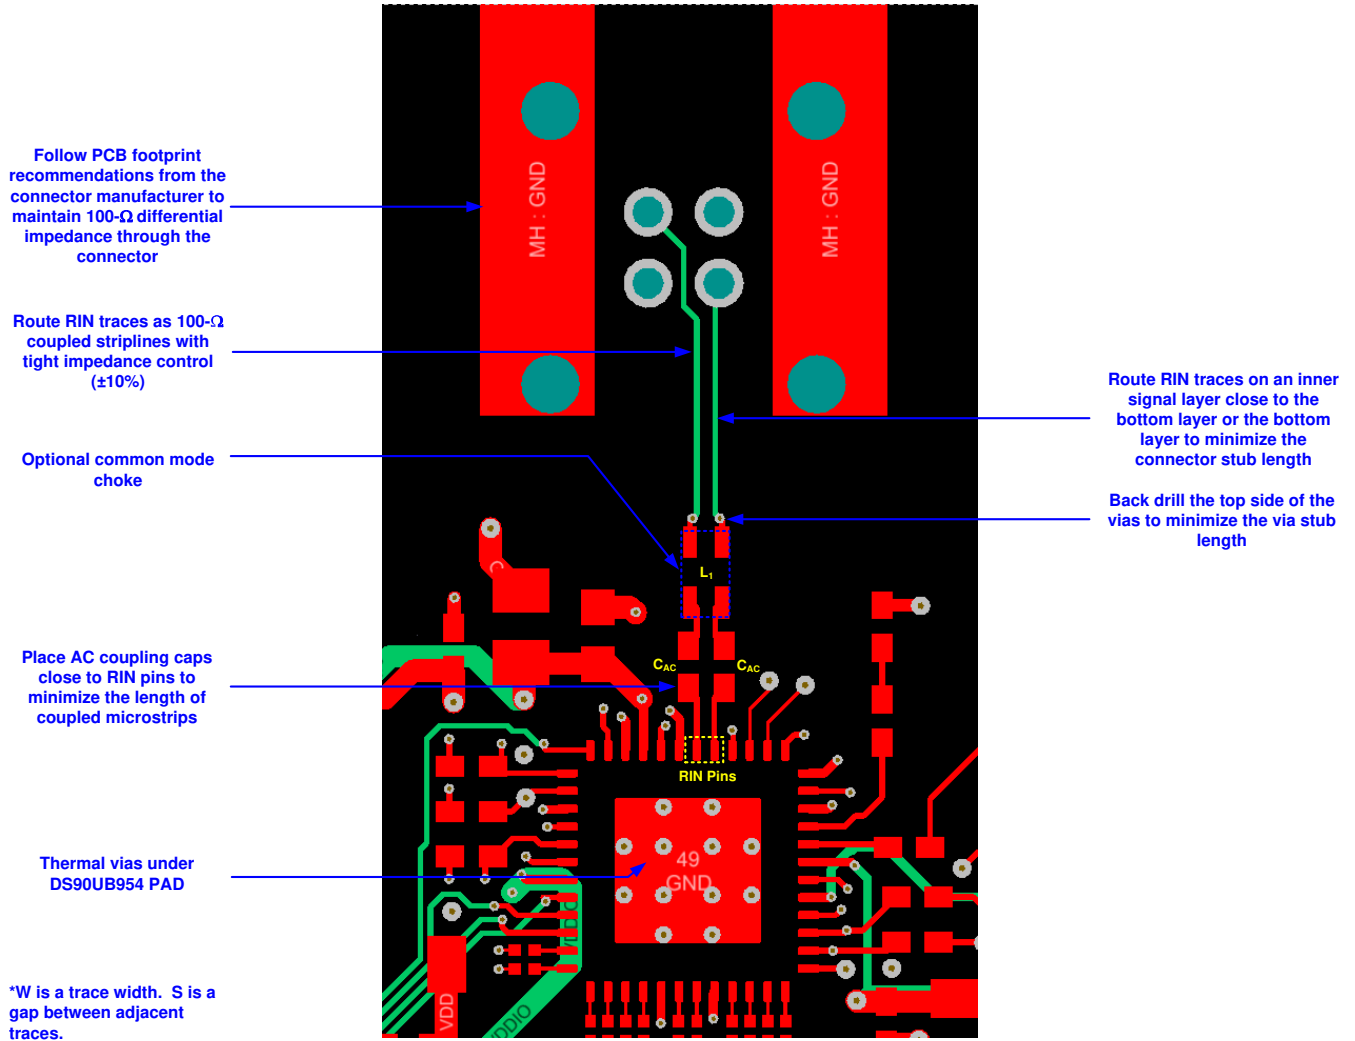 Follow PCB footprint
recommendations from the
connector manufacturer to
maintain 100-Ω differential
impedance through the
connector
Route RIN traces as 100-Ω
coupled striplines with
tight impedance control
(±10%)
Optional common mode
choke
Place AC coupling caps
close to RIN pins to
minimize the length of
coupled microstrips
Thermal vias under
DS90UB954 PAD
*W is a trace width. S is a
gap between adjacent
traces.
MH : GND
MH : GND
L1
CAC
CAC
RIN Pins
49
GND
VDD
VDDIO
Route RIN traces on an inner
signal layer close to the
bottom layer or the bottom
layer to minimize the
connector stub length
Back drill the top side of the
vias to minimize the via stub
length